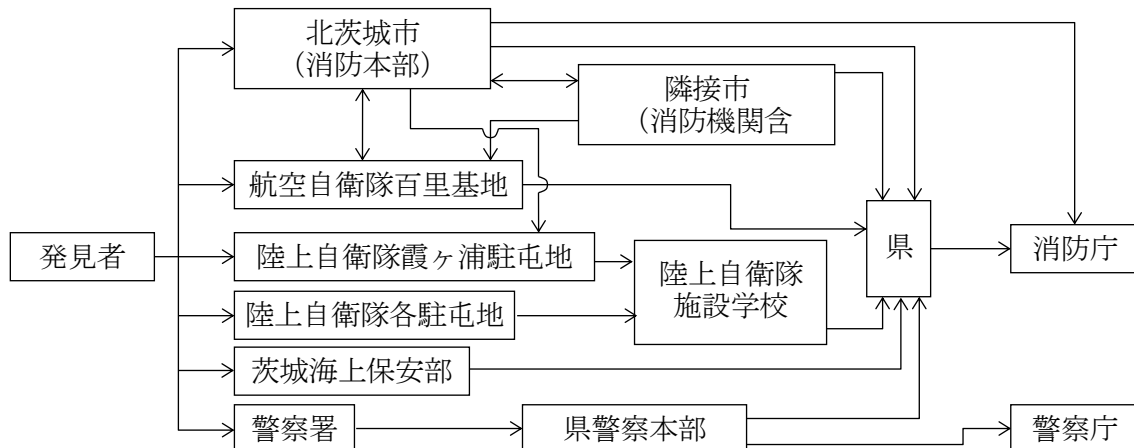 北茨城市
（消防本部）
隣接市
（消防機関含
航空自衛隊百里基地
県
発見者
陸上自衛隊霞ヶ浦駐屯地
陸上自衛隊
施設学校
消防庁
陸上自衛隊各駐屯地
茨城海上保安部
警察署
県警察本部
警察庁